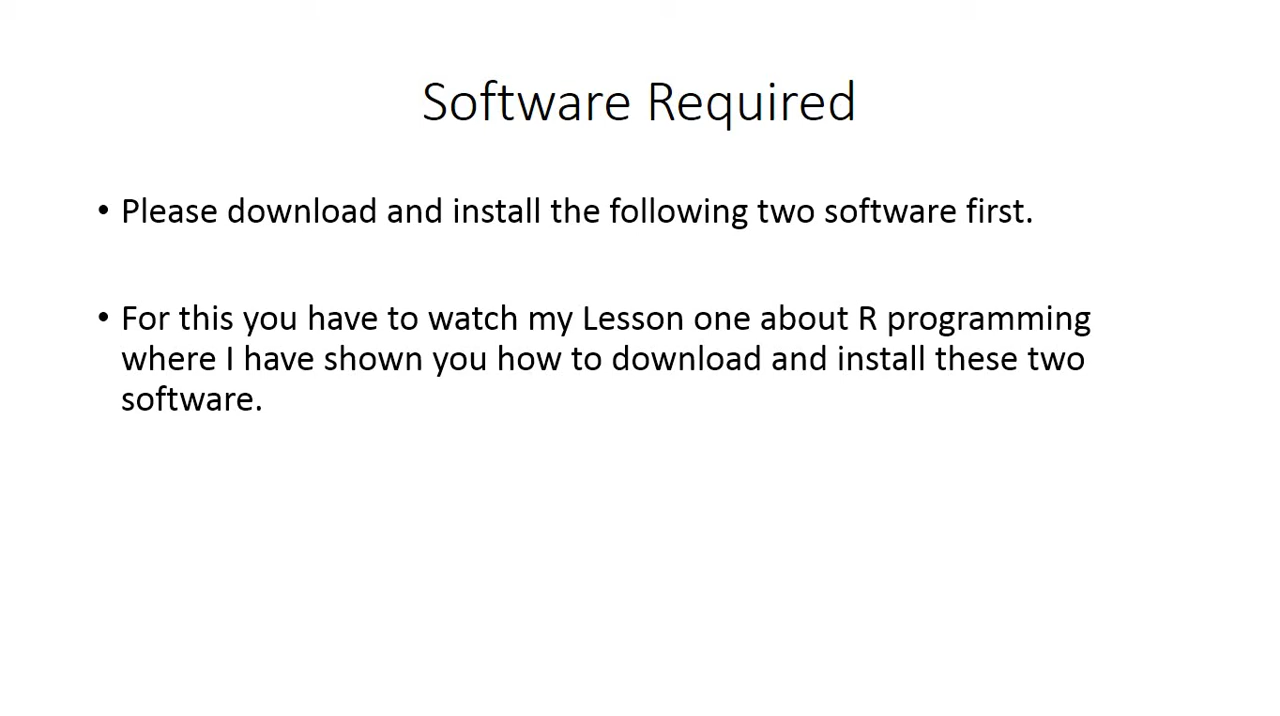 Software Required
• Please download and install the following two software first.
• For this you have to watch my Lesson one about R programming
where I have shown you how to download and install these two
software.